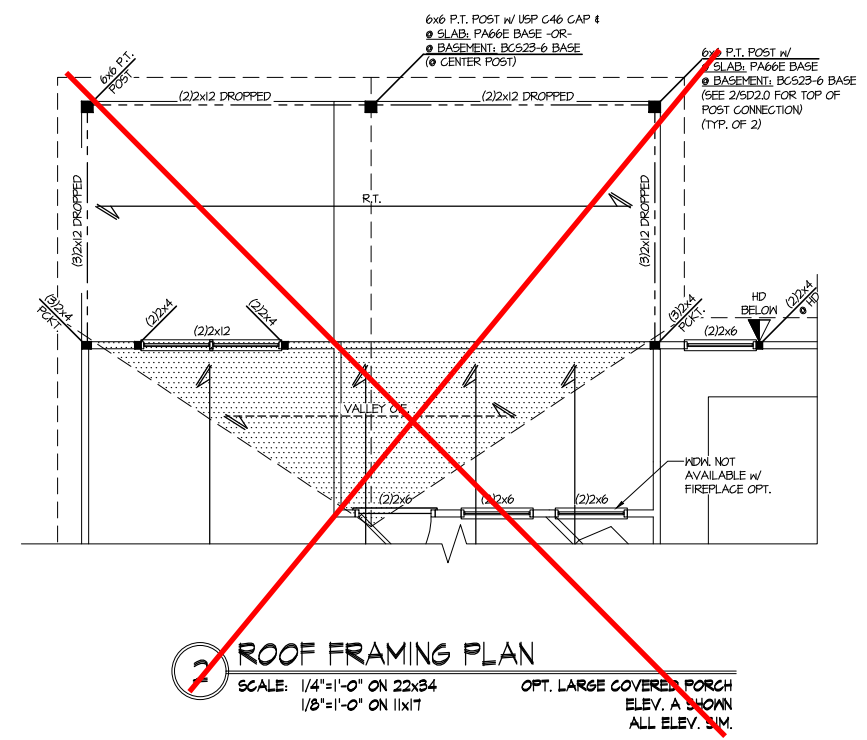 6x6 P.T. POST W/ USP C46 CAP &
@ SLAB: PA66E BASE -OR-
@ BASEMENT: BCS23-6 BASE
(@ CENTER POST)
6x6 P.T.
POST
6x6 P.T. POST W/
@ SLAB: PA66E BASE
@ BASEMENT: BCS23-6 BASE
(SEE 2/SD2.0 FOR TOP OF
POST CONNECTION)
(TYP. OF 2)
(2)2x12 DROPPED
(2)2x12 DROPPED
(3)2x12 DROPPED
R.T.
(3)2x12 DROPPED
(3)2x4
PCKT.
(2)2x4
(2)2x12
(2)2x4
(3)2x4
PCKT.
(2)2x6
HD
BELOW
(2)2x4
@ HD
VALLEY O.F.
WDW. NOT
AVAILABLE W/
FIREPLACE OPT.
(2)2x6
(2)2x6
(2)2x6
2
ROOF FRAMING PLAN
SCALE: 1/4"=1'-0" ON 22x34
1/8"=1'-0" ON 11x17
OPT. LARGE COVERED PORCH
ELEV. A SHOWN
ALL ELEV. SIM.